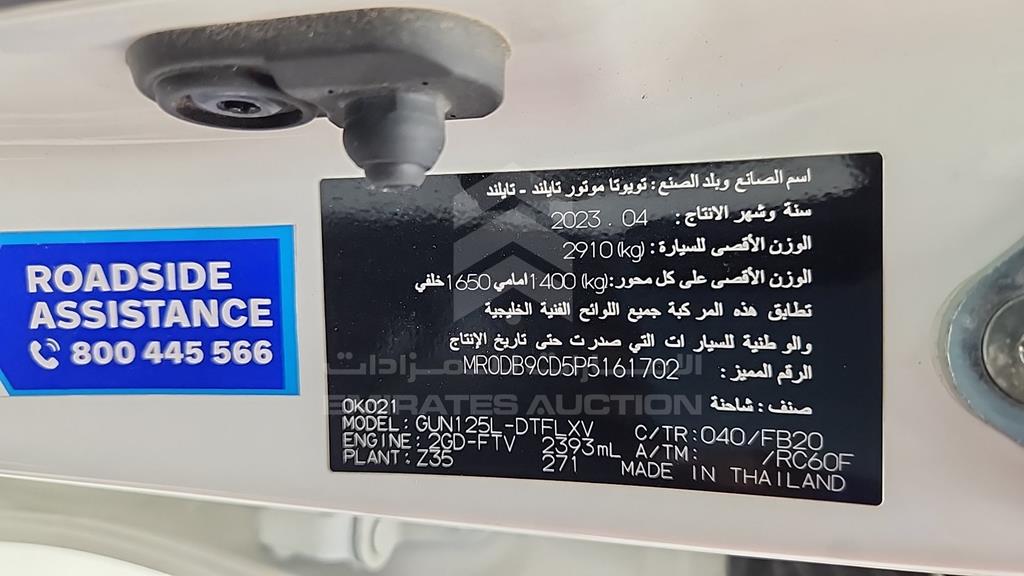 ROADSIDE
ASSISTANCE
800 445 566
اسم الصانع وبلد الصنع: تويوتا موتور تايلند - تايلند
سنة وشهر الانتاج: 2023 . 04
الوزن الأقصى للسيارة: 2910 (kg)
الوزن الأقصى على كل محور: 1400 (kg) امامي 1650 خلفي
تطابق هذه المركبة جميع اللوائح الفنية الخليجية
والو طنية للسيارات التي صدرت حتى تاريخ الإنتاج
الرقم المميز: MR0DB9CD5P5161702
صنف: شاحنة
EMIRATES AUCTION
0K021
MODEL: GUN125L-DTFLXV C/TR: 040/FB20
ENGINE: 2GD-FTV 2393mL A/TM: /RC60F
PLANT: Z35 271 MADE IN THAILAND